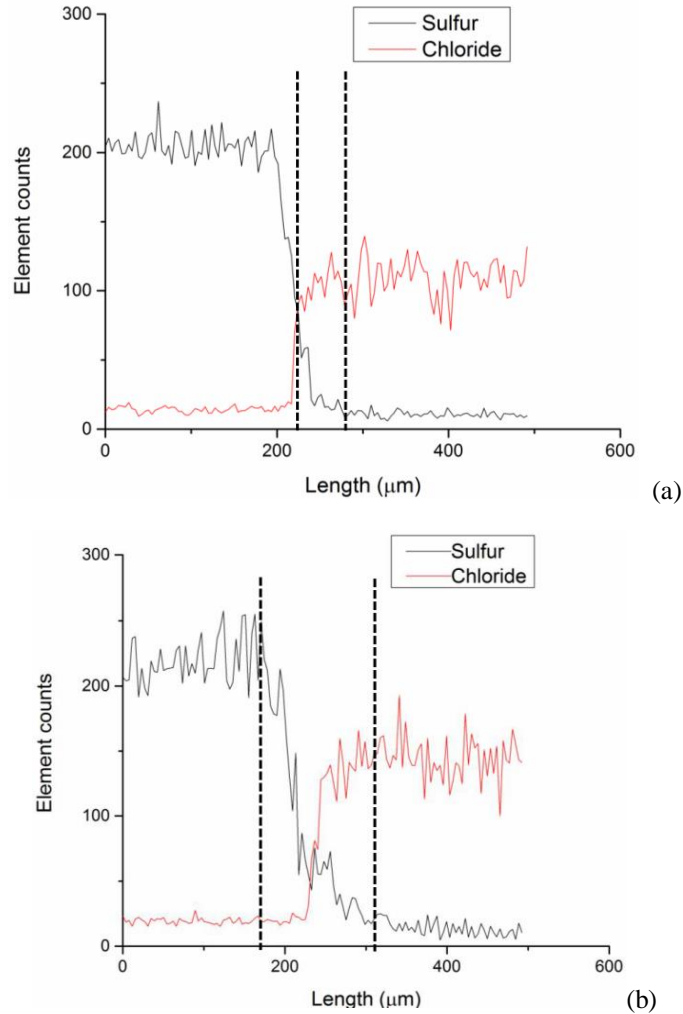 Sulfur
Chloride
300
200
100
0
Element counts
0
200
400
600
Length (μm)
(a)
Sulfur
Chloride
300
200
100
0
Element counts
0
200
400
600
Length (μm)
(b)